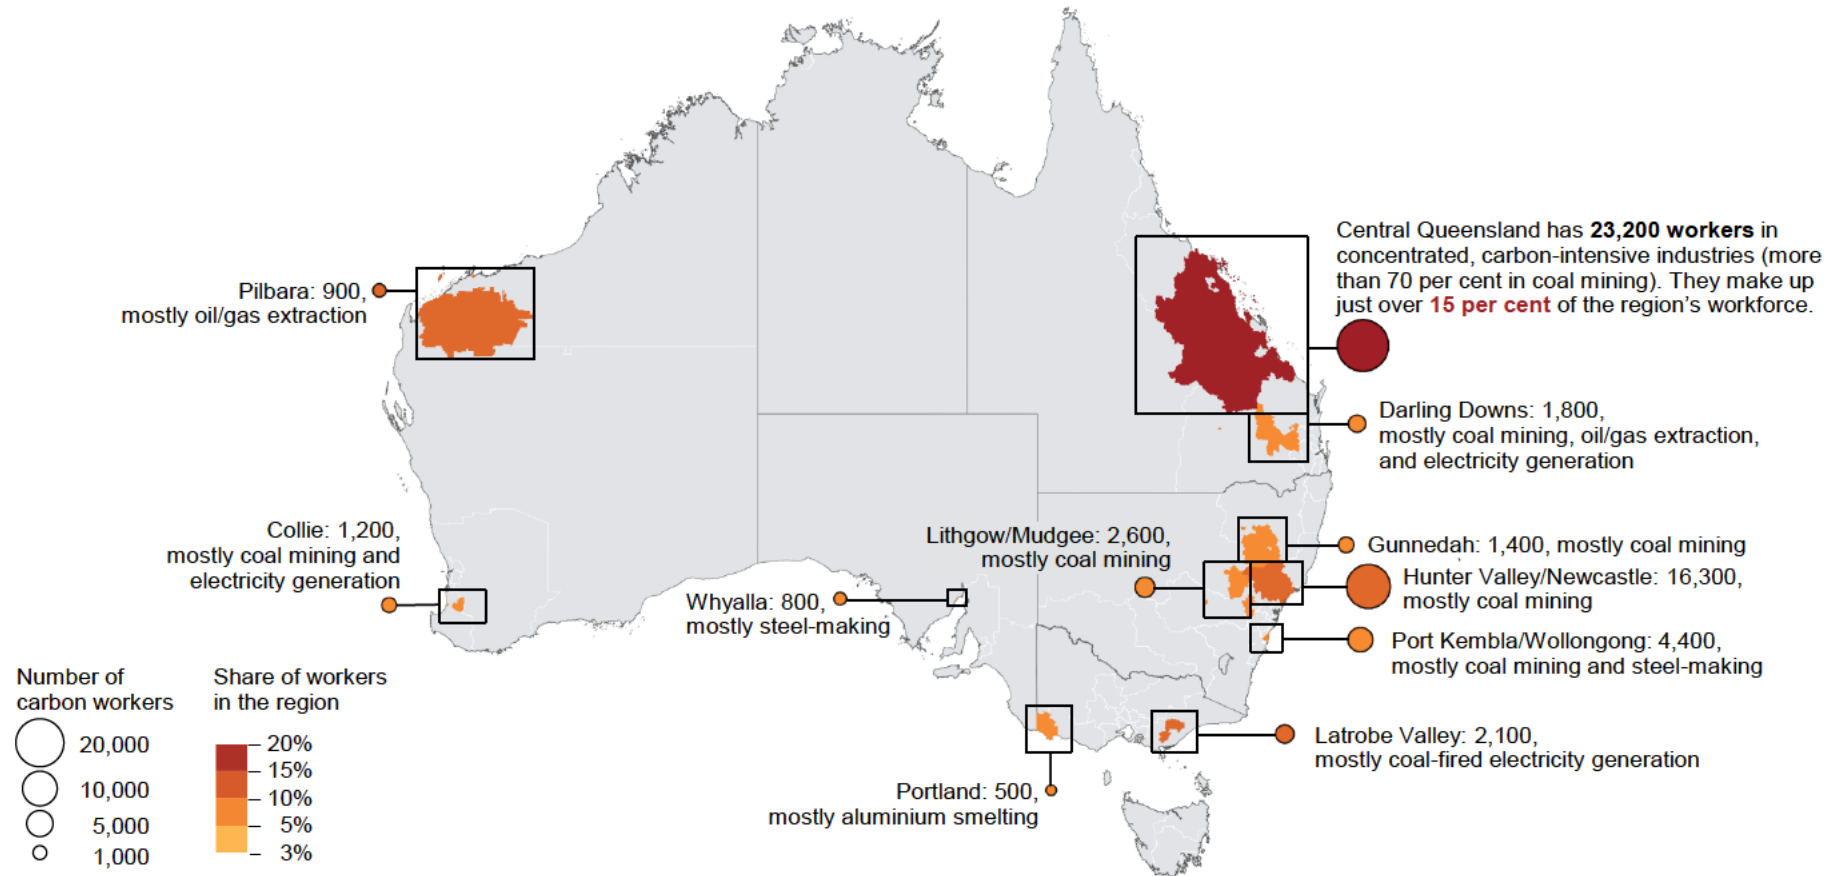 Central Queensland has 23,200 workers in
concentrated, carbon-intensive industries (more
than 70 per cent in coal mining). They make up
just over 15 per cent of the region's workforce.
Pilbara: 900,
mostly oil/gas extraction
Darling Downs: 1,800,
mostly coal mining, oil/gas extraction,
and electricity generation
Collie: 1,200,
mostly coal mining and
electricity generation
Lithgow/Mudgee: 2,600,
mostly coal mining
Gunnedah: 1,400, mostly coal mining
Hunter Valley/Newcastle: 16,300,
mostly coal mining
Whyalla: 800,
mostly steel-making
Port Kembla/Wollongong: 4,400,
mostly coal mining and steel-making
Latrobe Valley: 2,100,
mostly coal-fired electricity generation
Portland: 500,
mostly aluminium smelting
Number of
carbon workers
20,000
10,000
5,000
1,000
Share of workers
in the region
20%
15%
10%
5%
3%